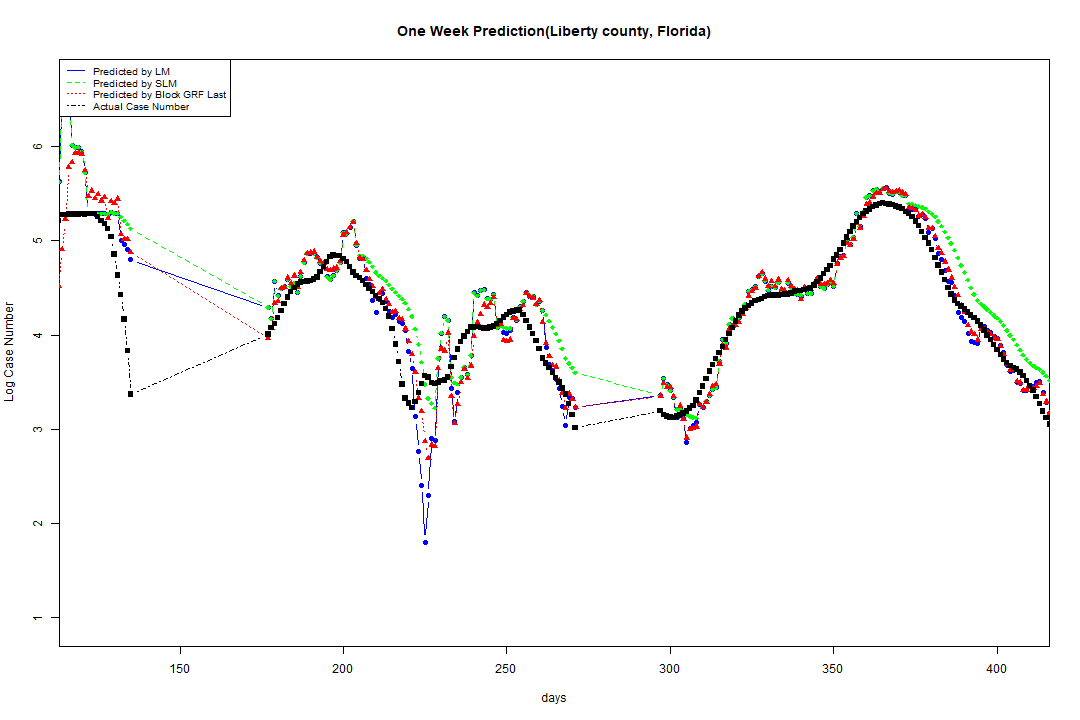 One Week Prediction(Liberty county, Florida)
Predicted by LM
Predicted by SLM
Predicted by Block GRF Last
Actual Case Number
Log Case Number
6
5
4
3
2
1
150 200 250 300 350 400
days